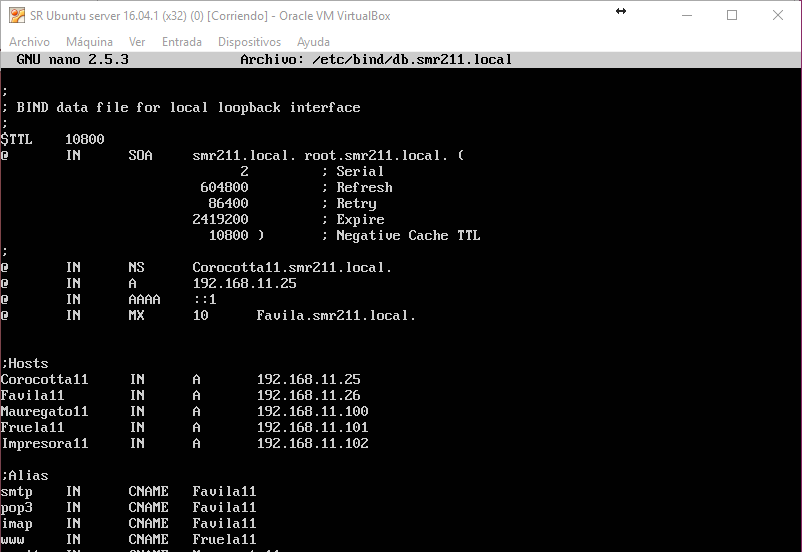 SR Ubuntu server 16.04.1 (x32) (0) [Corriendo] - Oracle VM VirtualBox
Archivo Máquina Ver Entrada Dispositivos Ayuda
GNU nano 2.5.3 Archivo: /etc/bind/db.smr211.local
;
; BIND data file for local loopback interface
;
$TTL 10800
@ IN SOA smr211.local. root.smr211.local. (
2 ; Serial
604800 ; Refresh
86400 ; Retry
2419200 ; Expire
10800 ) ; Negative Cache TTL
;
@ IN NS Corocotta11.smr211.local.
@ IN A 192.168.11.25
@ IN AAAA ::1
@ IN MX 10 Favila.smr211.local.
;Hosts
Corocotta11 IN A 192.168.11.25
Favila11 IN A 192.168.11.26
Mauregato11 IN A 192.168.11.100
Fruela11 IN A 192.168.11.101
Impresora11 IN A 192.168.11.102
;Alias
smtp IN CNAME Favila11
pop3 IN CNAME Favila11
imap IN CNAME Favila11
www IN CNAME Fruela11